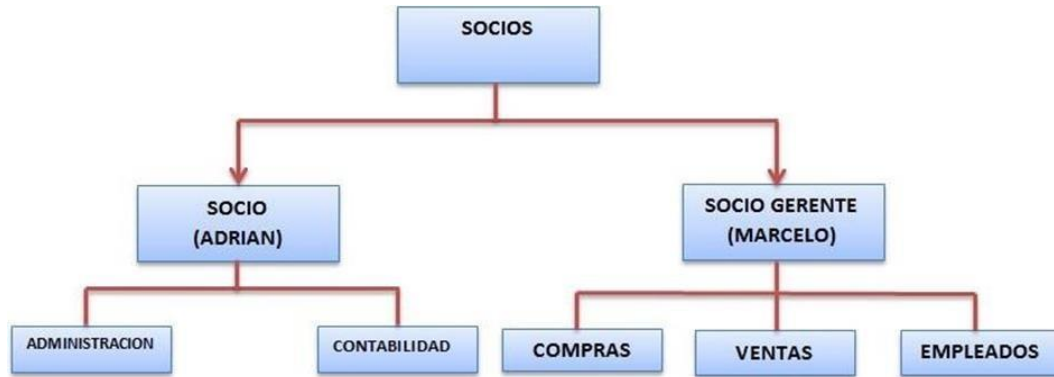 SOCIOS
SOCIO
(ADRIAN)
SOCIO GERENTE
(MARCELO)
ADMINISTRACION
CONTABILIDAD
COMPRAS
VENTAS
EMPLEADOS